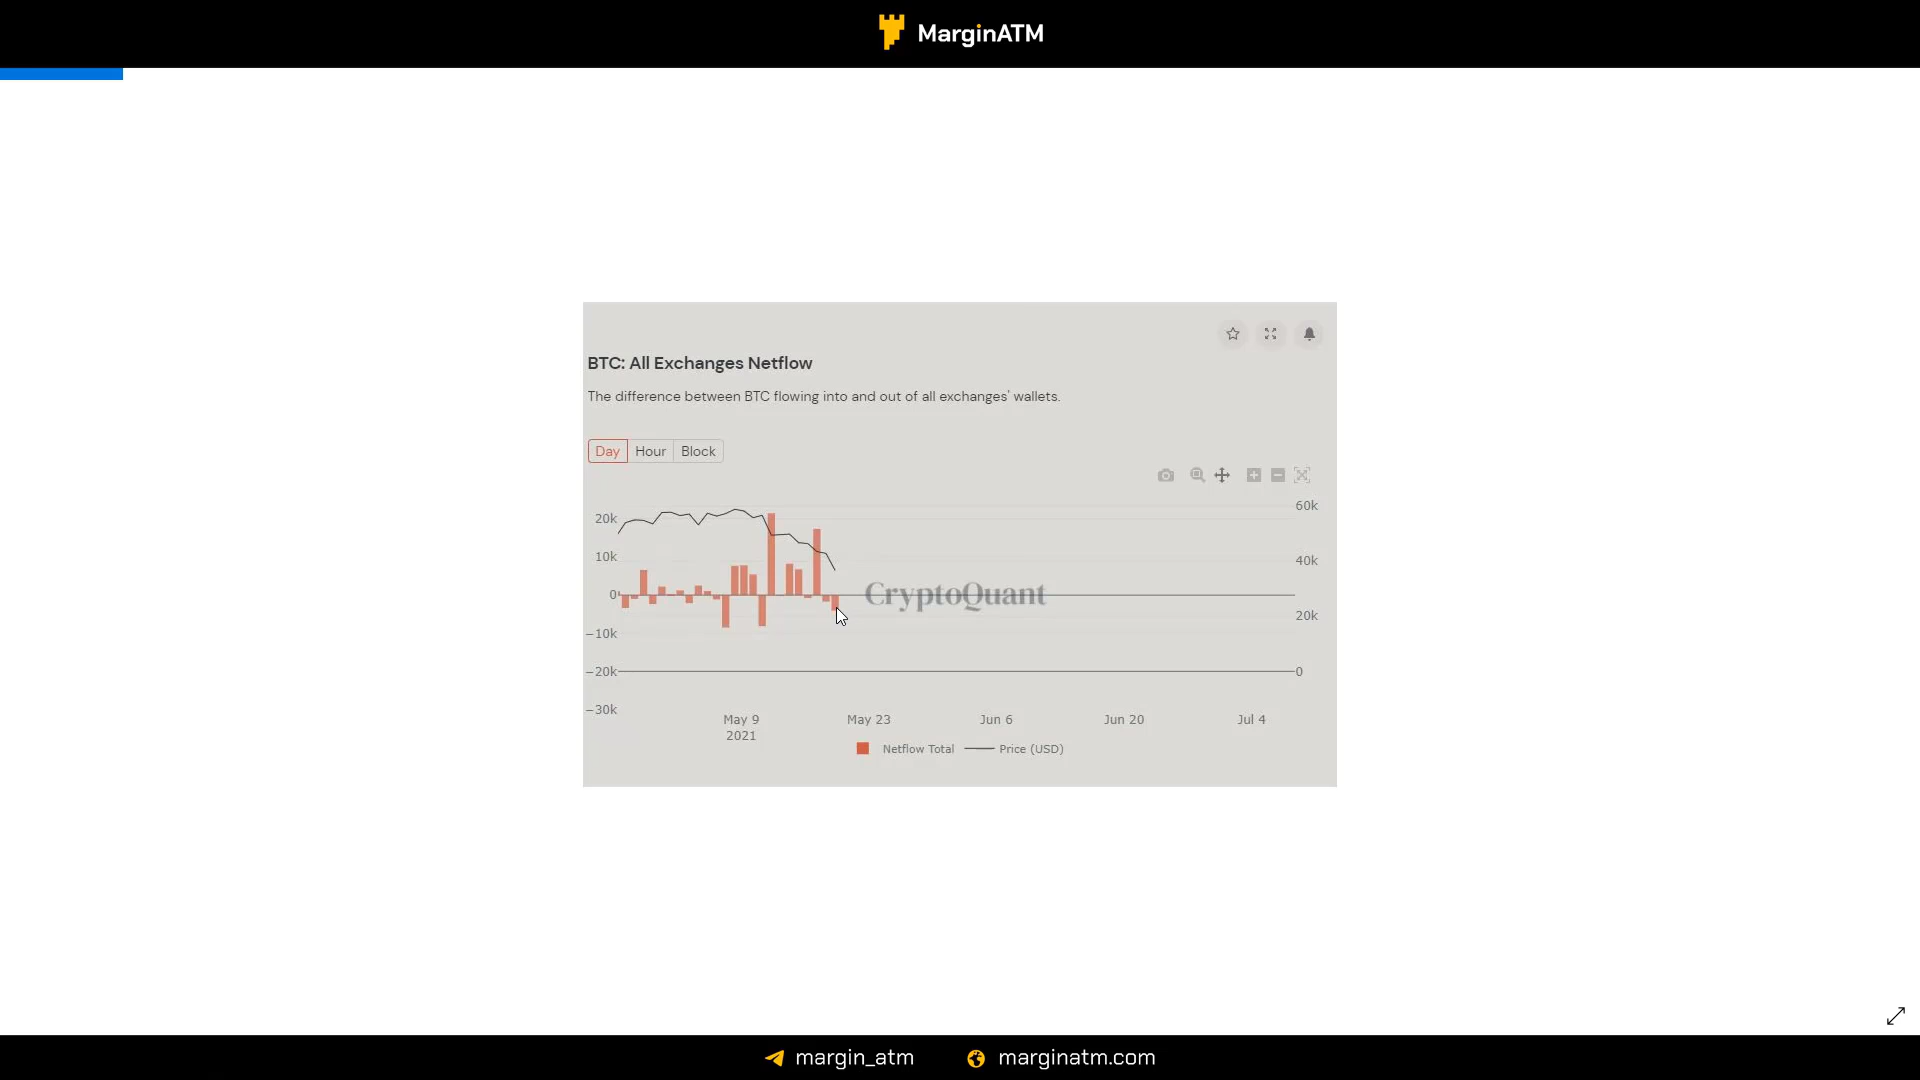 MarginATM
BTC: All Exchanges Netflow
The difference between BTC flowing into and out of all exchanges' wallets.
Day Hour Block
20k
10k
0
−10k
−20k
−30k
60k
40k
20k
0
CryptoQuant
May 9 May 23 Jun 6 Jun 20 Jul 4
2021
Netflow Total Price (USD)
margin_atm marginatm.com